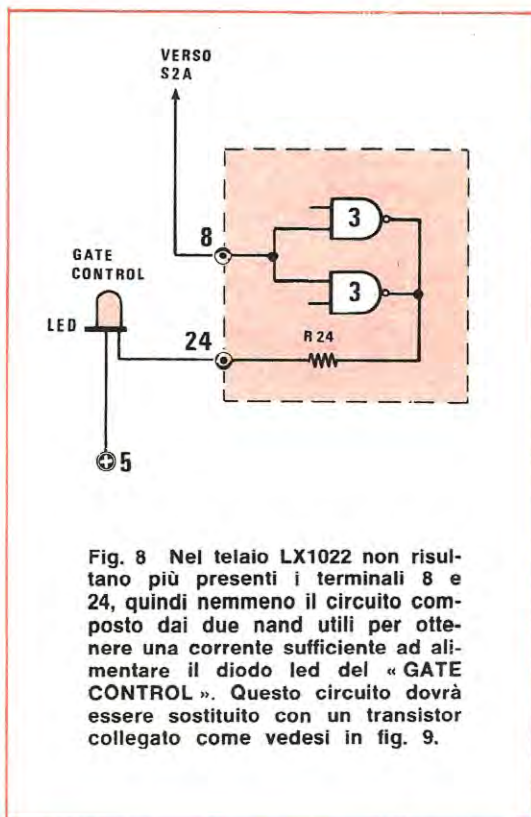 VERSO
S2A
8
3
GATE
CONTROL
3
LED
24
R 24
5
Fig. 8 Nel telaio LX1022 non risul-
tano più presenti i terminali 8 e
24, quindi nemmeno il circuito com-
posto dai due nand utili per otte-
nere una corrente sufficiente ad ali-
mentare il diodo led del « GATE
CONTROL ». Questo circuito dovrà
essere sostituito con un transistor
collegato come vedesi in fig. 9.